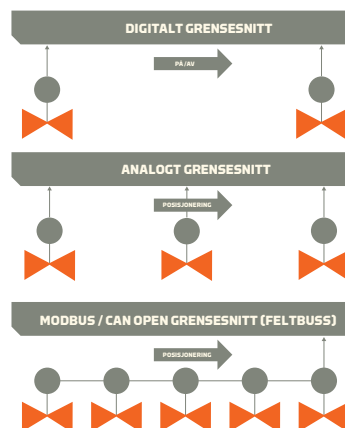 DIGITALT GRENSESNITT
PÅ/AV
ANALOGT GRENSESNITT
POSISJONERING
MODBUS / CAN OPEN GRENSESNITT (FELTBUSS)
POSISJONERING